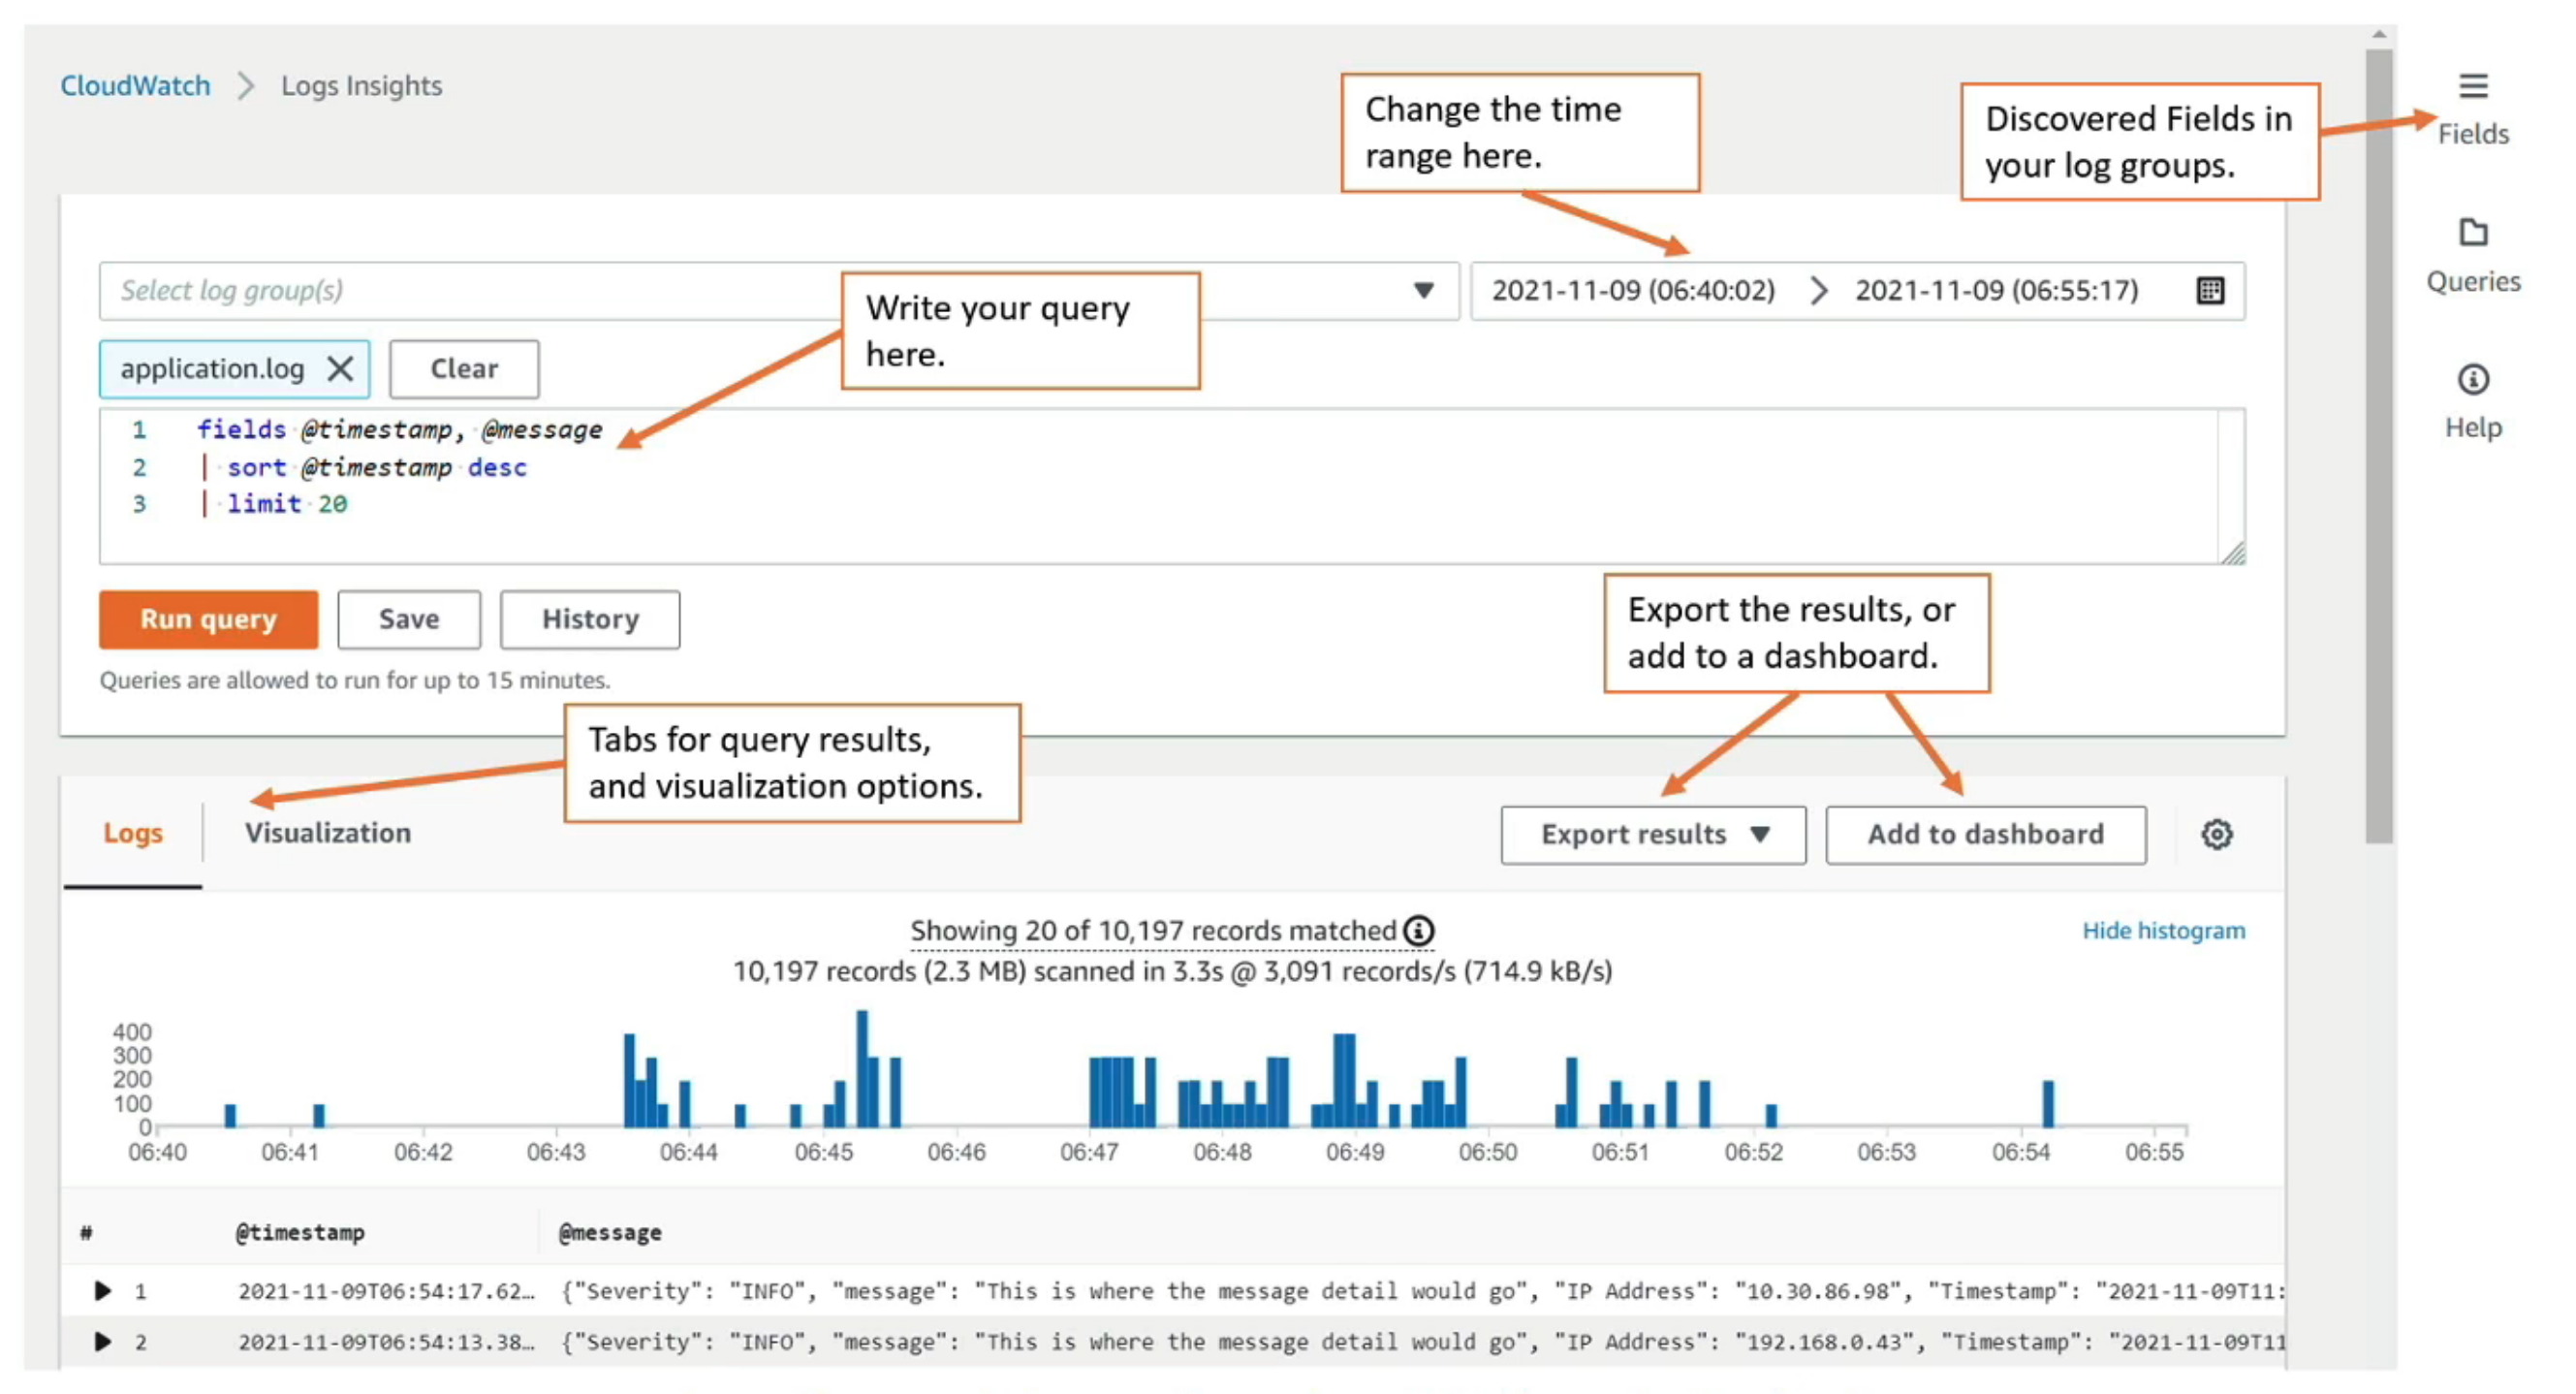 CloudWatch > Logs Insights
Change the time
range here.
Discovered Fields in
your log groups.
Fields
Queries
Help
Select log group(s)
2021-11-09 (06:40:02) > 2021-11-09 (06:55:17)
Write your query
here.
application.log
Clear
1 fields @timestamp, @message
2 | sort @timestamp desc
3 | limit 20
Run query
Save
History
Queries are allowed to run for up to 15 minutes.
Export the results, or
add to a dashboard.
Tabs for query results,
and visualization options.
Logs
Visualization
Export results
Add to dashboard
Showing 20 of 10,197 records matched
Hide histogram
10,197 records (2.3 MB) scanned in 3.3s @ 3,091 records/s (714.9 kB/s)
400
300
200
100
0
06:40 06:41 06:42 06:43 06:44 06:45 06:46 06:47 06:48 06:49 06:50 06:51 06:52 06:53 06:54 06:55
# @timestamp @message
1 2021-11-09T06:54:17.62… {"Severity": "INFO", "message": "This is where the message detail would go", "IP Address": "10.30.86.98", "Timestamp": "2021-11-09T11:
2 2021-11-09T06:54:13.38… {"Severity": "INFO", "message": "This is where the message detail would go", "IP Address": "192.168.0.43", "Timestamp": "2021-11-09T11